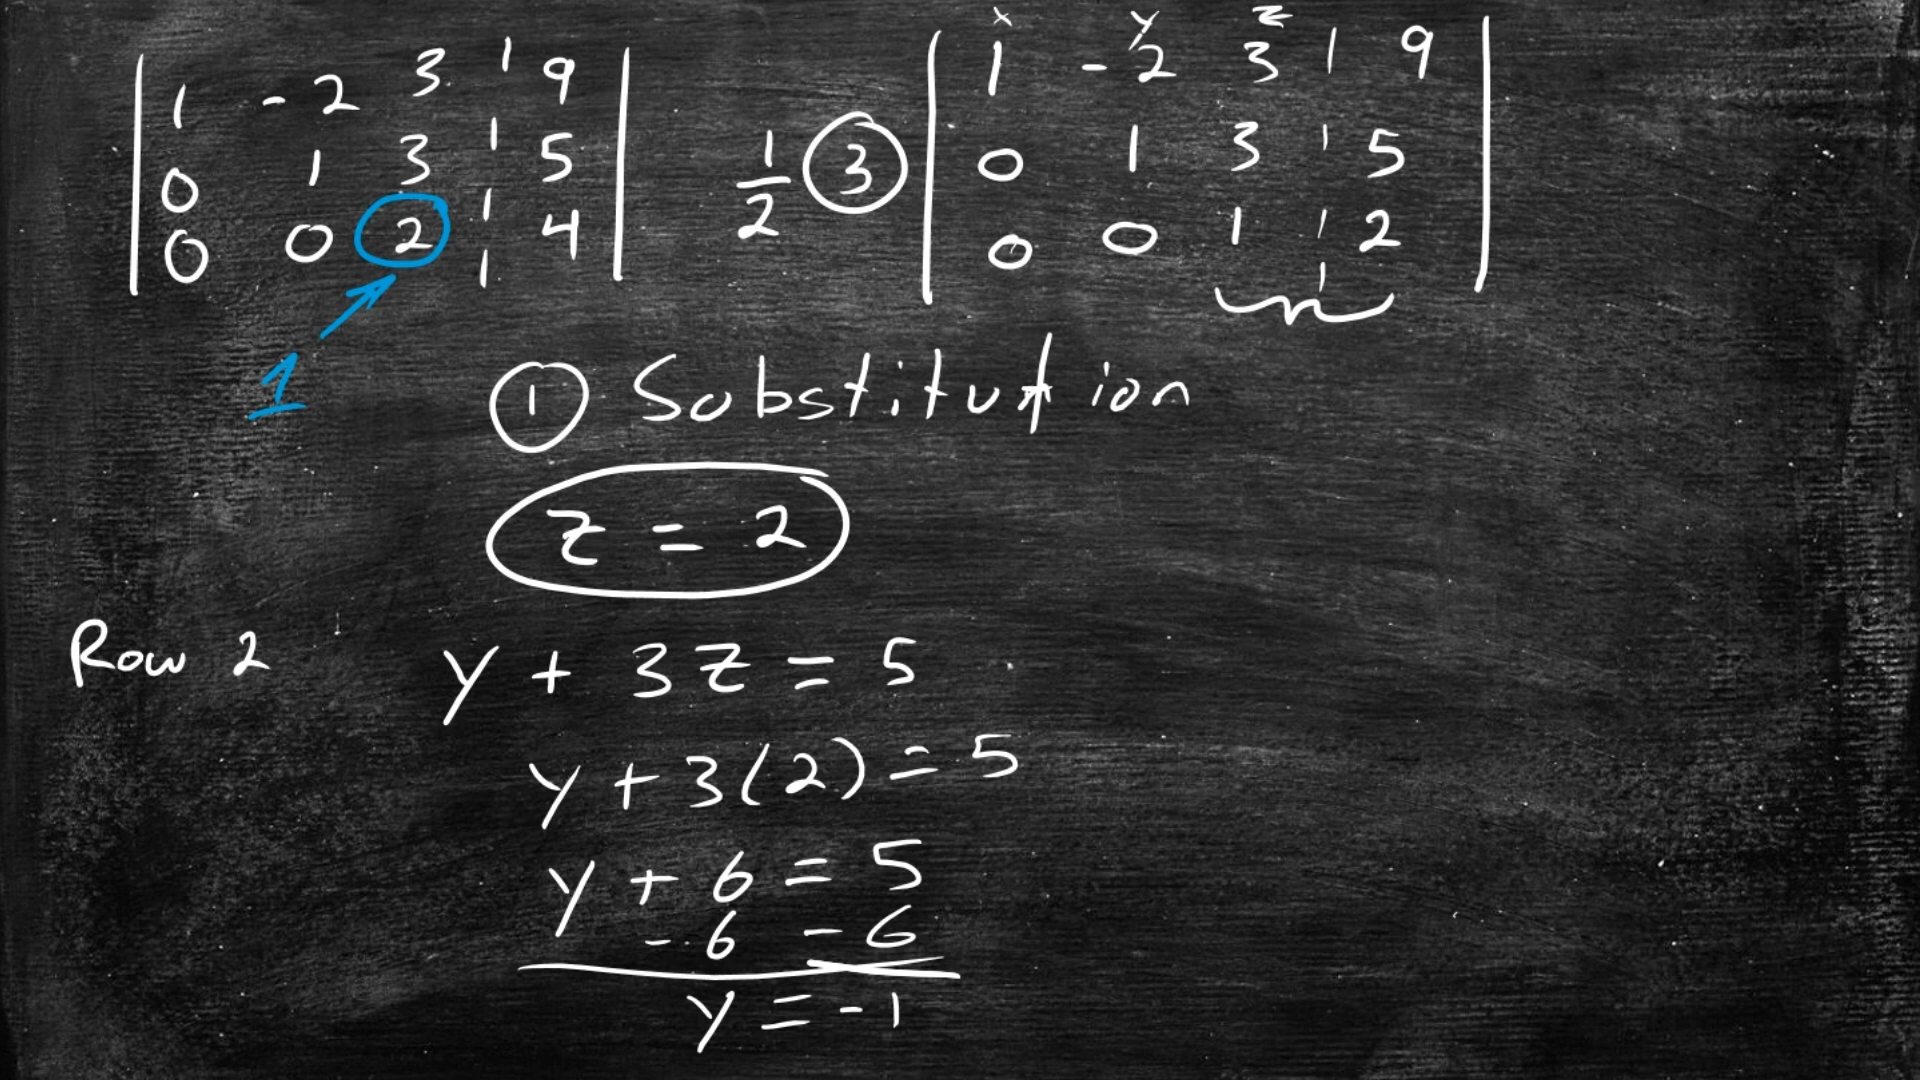 x y z
1 -2 3 | 9 1 -2 3 | 9
0 1 3 | 5 1/2 ③ 0 1 3 | 5
0 0 2 | 4 0 0 1 | 2
1
① Substitution
z = 2
Row 2 y + 3z = 5
y + 3(2) = 5
y + 6 = 5
- 6 - 6
y = -1